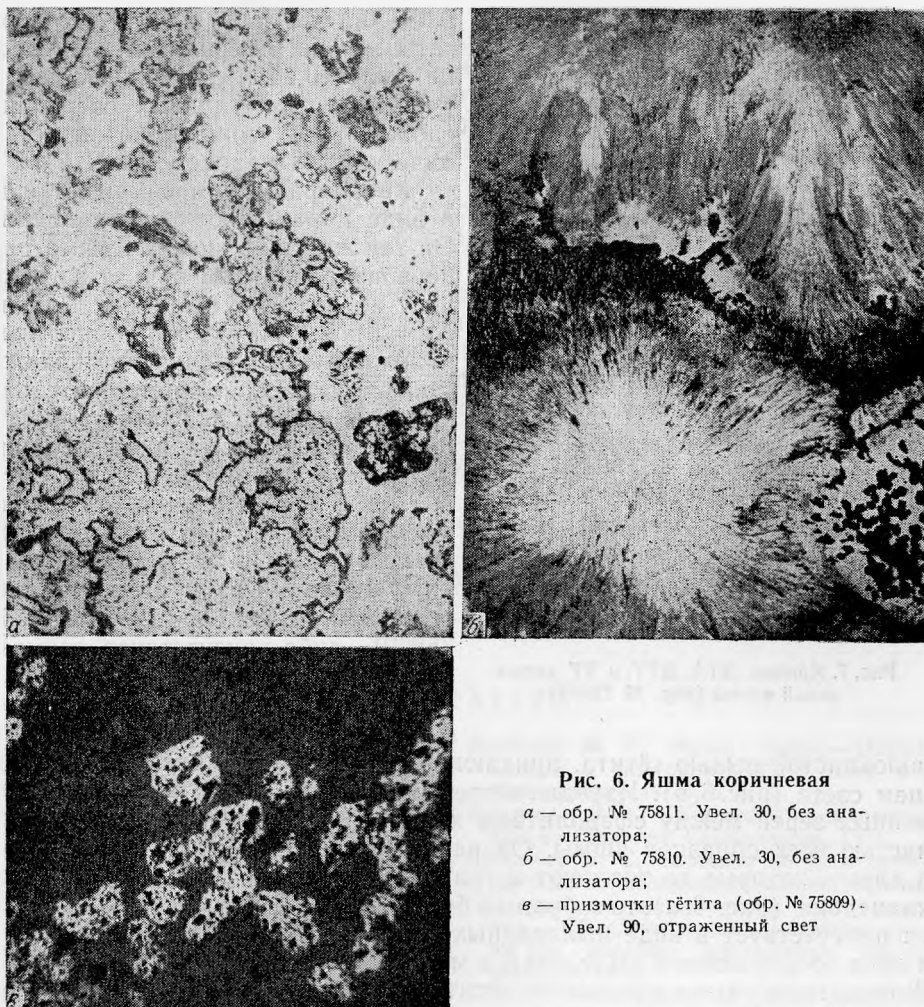 а
б
в
Рис. 6. Яшма коричневая
а — обр. № 75811. Увел. 30, без ана-
лизатора;
б — обр. № 75810. Увел. 30, без ана-
лизатора;
в — призмочки гётита (обр. № 75809)-
Увел. 90, отраженный свет